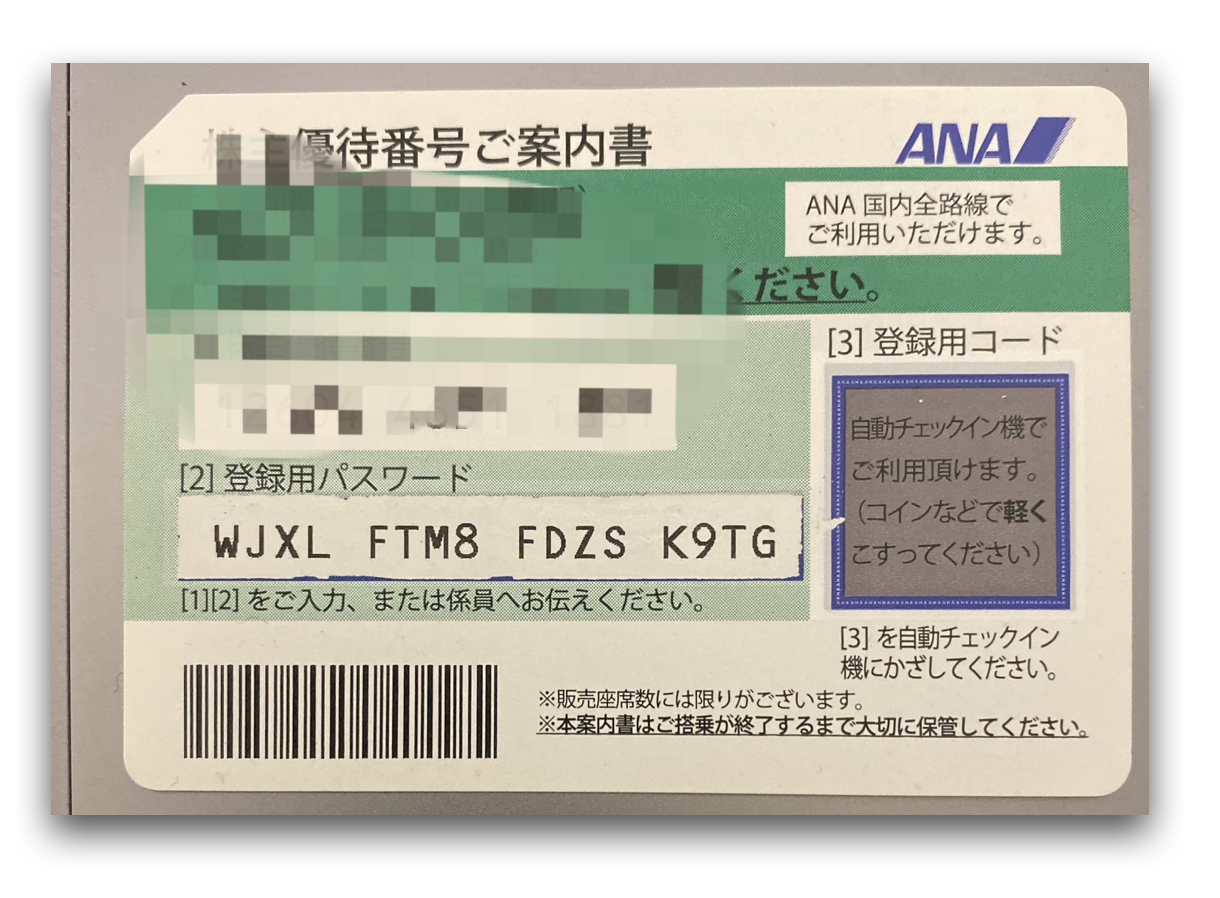 株主優待番号ご案内書
ANA
ANA 国内全路線で
ご利用いただけます。
ください。
[3] 登録用コード
自動チェックイン機で
ご利用頂けます。
（コインなどで軽く
こすってください）
[2] 登録用パスワード
WJXL FTM8 FDZS K9TG
[1][2] をご入力、または係員へお伝えください。
[3] を自動チェックイン
機にかざしてください。
※販売座席数には限りがございます。
※本案内書はご搭乗が終了するまで大切に保管してください。